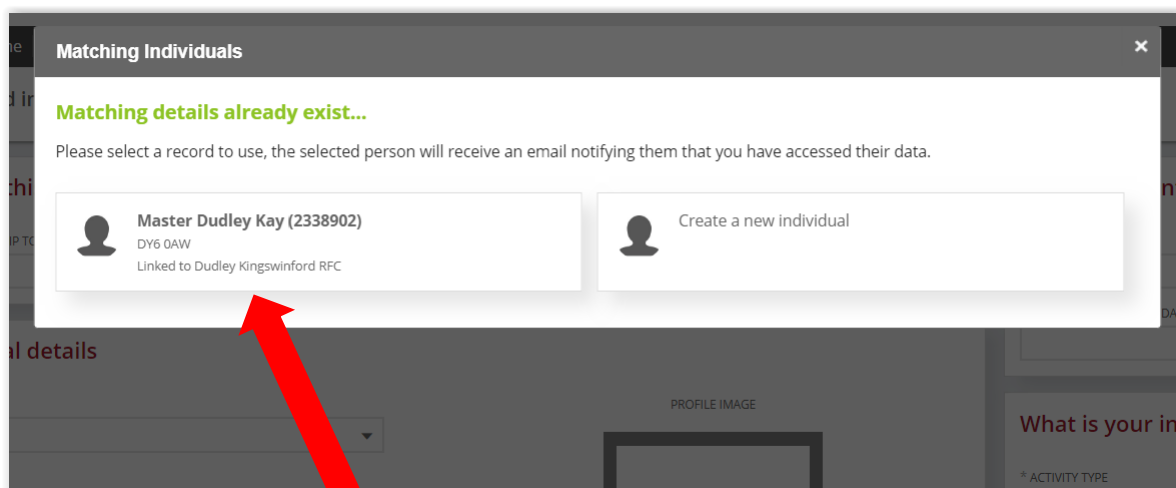 Matching Individuals
×
Matching details already exist...
Please select a record to use, the selected person will receive an email notifying them that you have accessed their data.
Master Dudley Kay (2338902)
DY6 0AW
Linked to Dudley Kingswinford RFC
Create a new individual
al details
PROFILE IMAGE
What is your in
* ACTIVITY TYPE